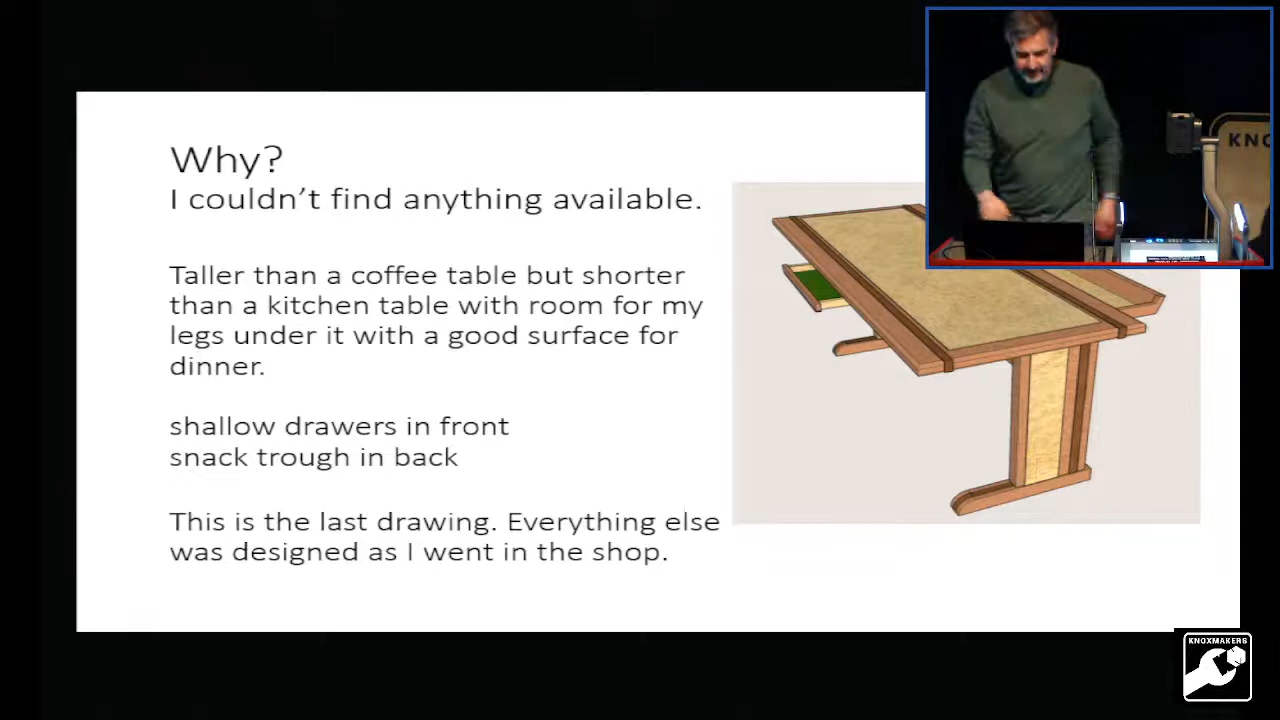 Why?
I couldn't find anything available.
Taller than a coffee table but shorter
than a kitchen table with room for my
legs under it with a good surface for
dinner.
shallow drawers in front
snack trough in back
This is the last drawing. Everything else
was designed as I went in the shop.
KNO
KNOXMAKERS